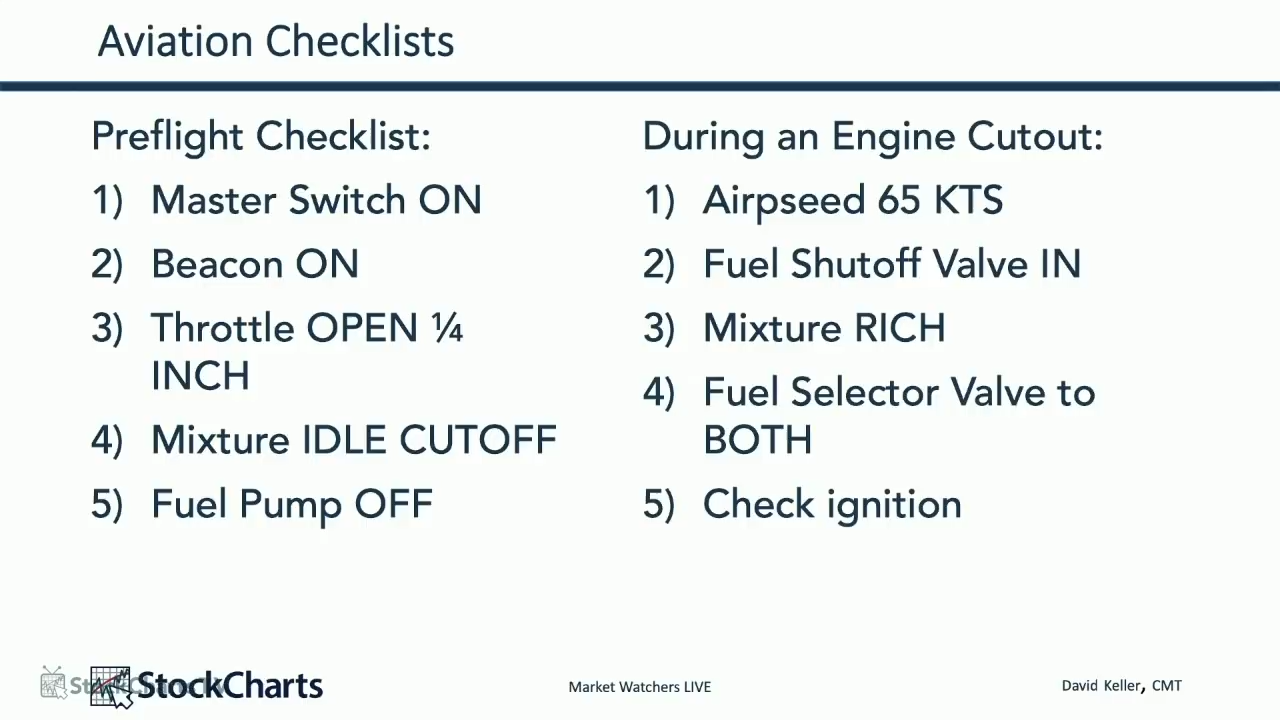 Aviation Checklists
Preflight Checklist:
1) Master Switch ON
2) Beacon ON
3) Throttle OPEN ¼
INCH
4) Mixture IDLE CUTOFF
5) Fuel Pump OFF
During an Engine Cutout:
1) Airpseed 65 KTS
2) Fuel Shutoff Valve IN
3) Mixture RICH
4) Fuel Selector Valve to
BOTH
5) Check ignition
StockCharts
Market Watchers LIVE
David Keller, CMT